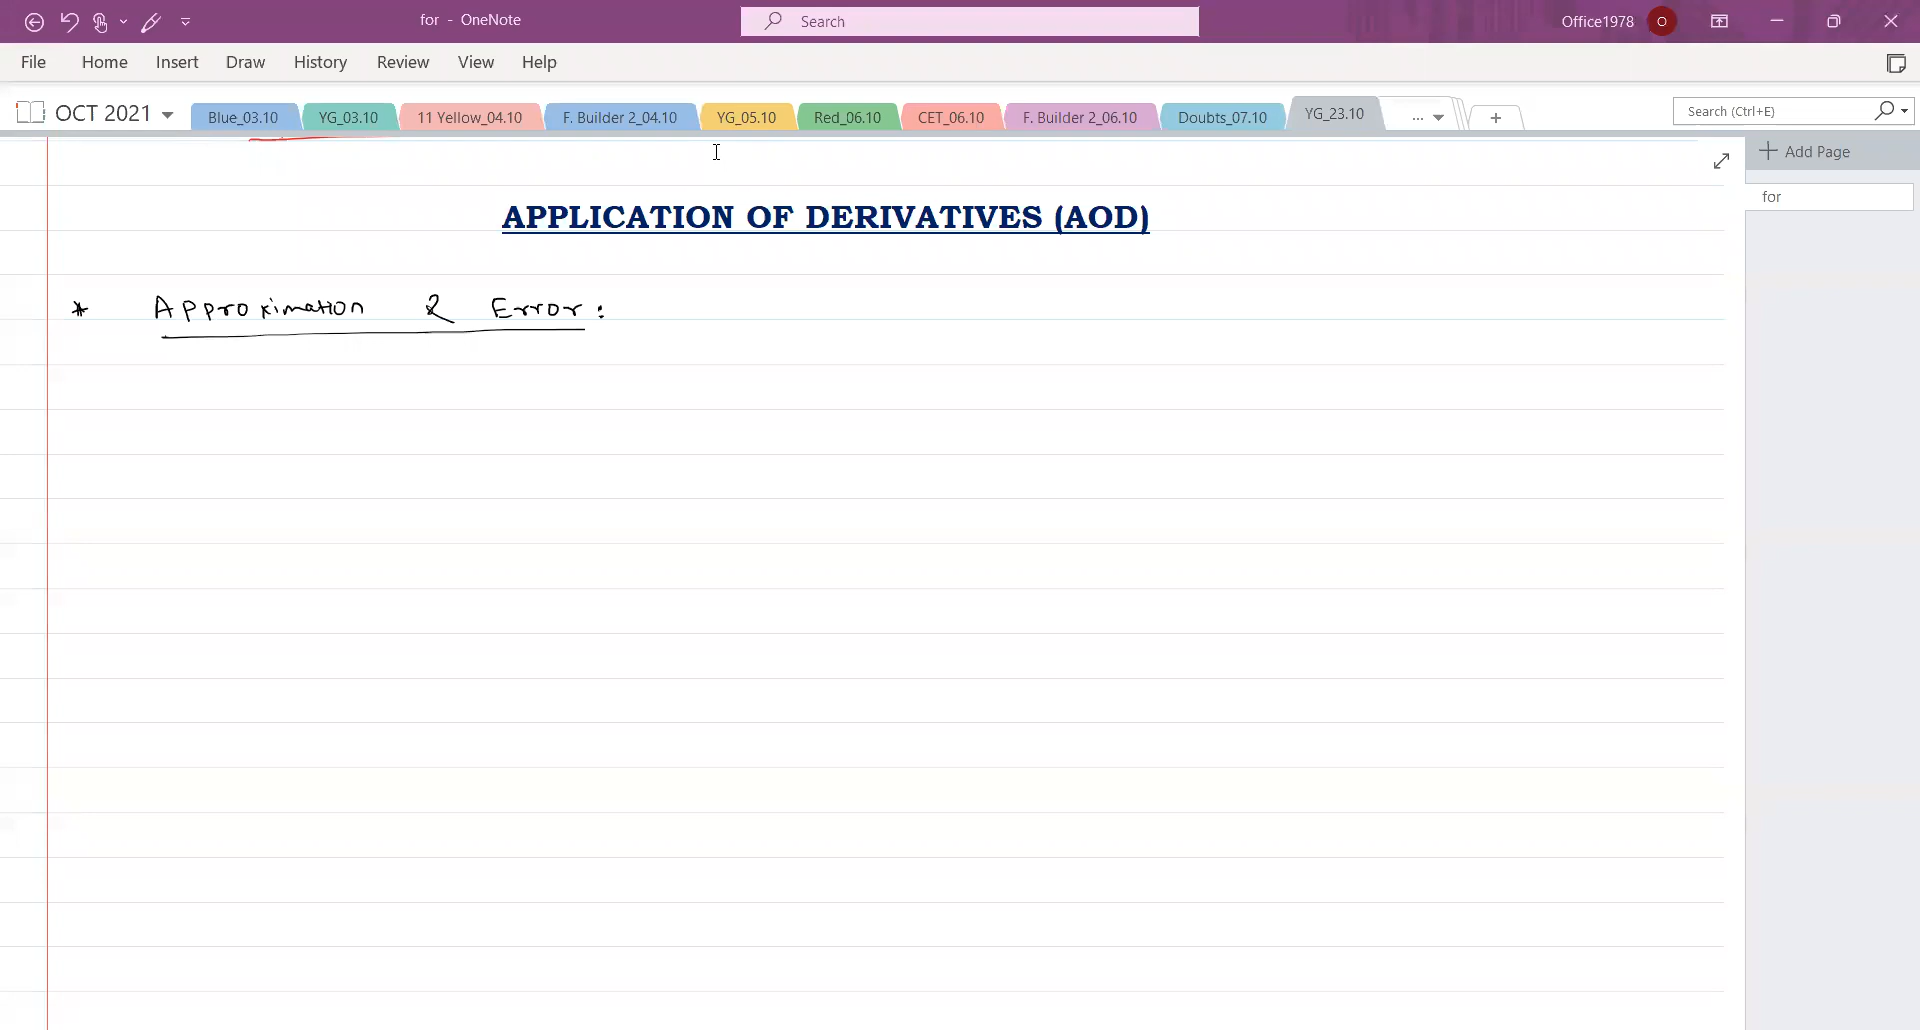 for - OneNote
Search
Office1978
O
File Home Insert Draw History Review View Help
OCT 2021
Blue_03.10 YG_03.10 11 Yellow_04.10 F. Builder 2_04.10 YG_05.10 Red_06.10 CET_06.10 F. Builder 2_06.10 Doubts_07.10 YG_23.10 ... +
Search (Ctrl+E)
+ Add Page
for
APPLICATION OF DERIVATIVES (AOD)
* Approximation & Error :